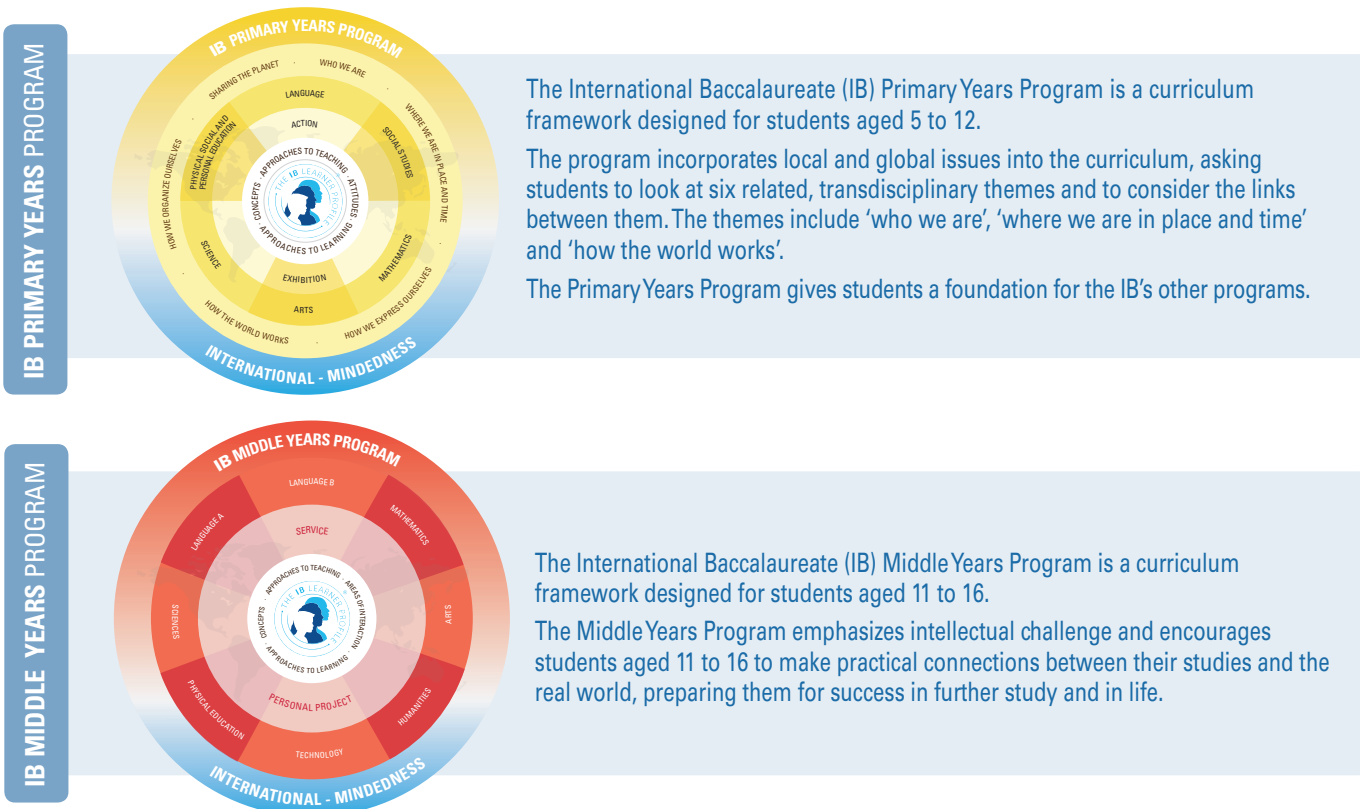 IB PRIMARY YEARS PROGRAM
IB PRIMARY YEARS PROGRAM
SHARING THE PLANET · WHO WE ARE · WHERE WE ARE IN PLACE AND TIME · HOW WE EXPRESS OURSELVES · HOW THE WORLD WORKS · HOW WE ORGANIZE OURSELVES ·
LANGUAGE
SOCIAL STUDIES
MATHEMATICS
ARTS
SCIENCE
PHYSICAL SOCIAL AND
PERSONAL EDUCATION
ACTION
EXHIBITION
CONCEPTS · APPROACHES TO TEACHING · ATTITUDES · APPROACHES TO LEARNING ·
THE IB LEARNER PROFILE
INTERNATIONAL - MINDEDNESS
The International Baccalaureate (IB) Primary Years Program is a curriculum
framework designed for students aged 5 to 12.
The program incorporates local and global issues into the curriculum, asking
students to look at six related, transdisciplinary themes and to consider the links
between them. The themes include ‘who we are’, ‘where we are in place and time’
and ‘how the world works’.
The Primary Years Program gives students a foundation for the IB’s other programs.
IB MIDDLE YEARS PROGRAM
IB MIDDLE YEARS PROGRAM
LANGUAGE B
MATHEMATICS
ARTS
HUMANITIES
TECHNOLOGY
PHYSICAL EDUCATION
SCIENCES
LANGUAGE A
SERVICE
PERSONAL PROJECT
CONCEPTS · APPROACHES TO TEACHING · AREAS OF INTERACTION · APPROACHES TO LEARNING ·
THE IB LEARNER PROFILE
INTERNATIONAL - MINDEDNESS
The International Baccalaureate (IB) Middle Years Program is a curriculum
framework designed for students aged 11 to 16.
The Middle Years Program emphasizes intellectual challenge and encourages
students aged 11 to 16 to make practical connections between their studies and the
real world, preparing them for success in further study and in life.